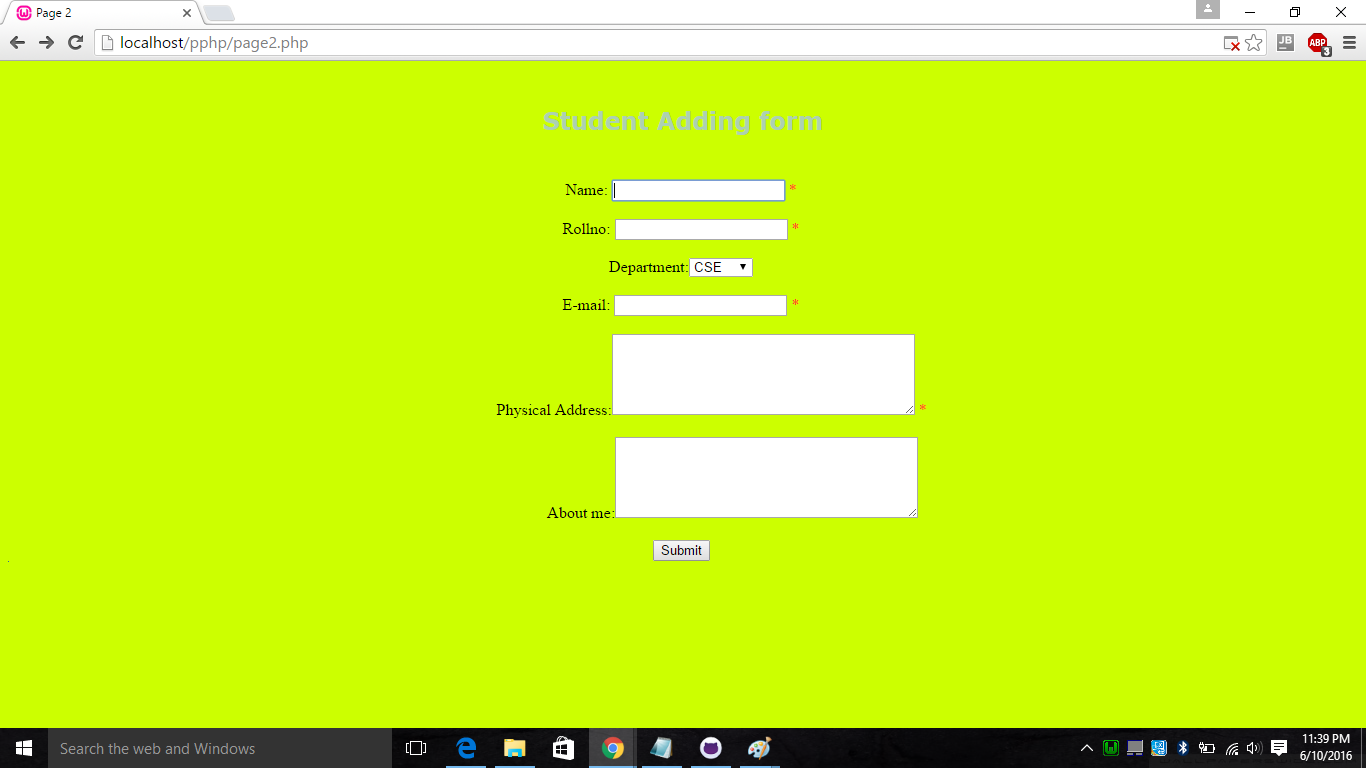 Page 2
localhost/pphp/page2.php
JB
ABP
3
Student Adding form
Name: *
Rollno: *
Department: CSE
E-mail: *
Physical Address: *
About me:
Submit
.
Search the web and Windows
11:39 PM
6/10/2016